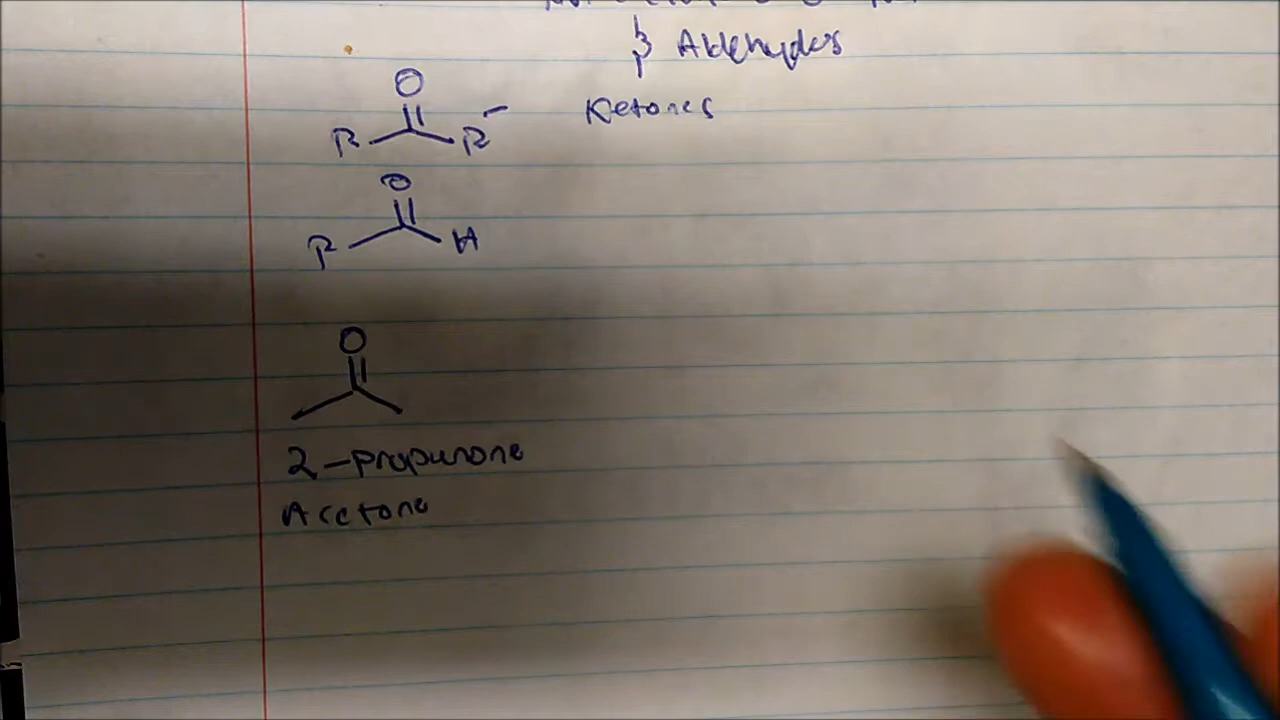 Aldehydes
Ketones
O
R R
O
R H
O
2-propanone
Acetone